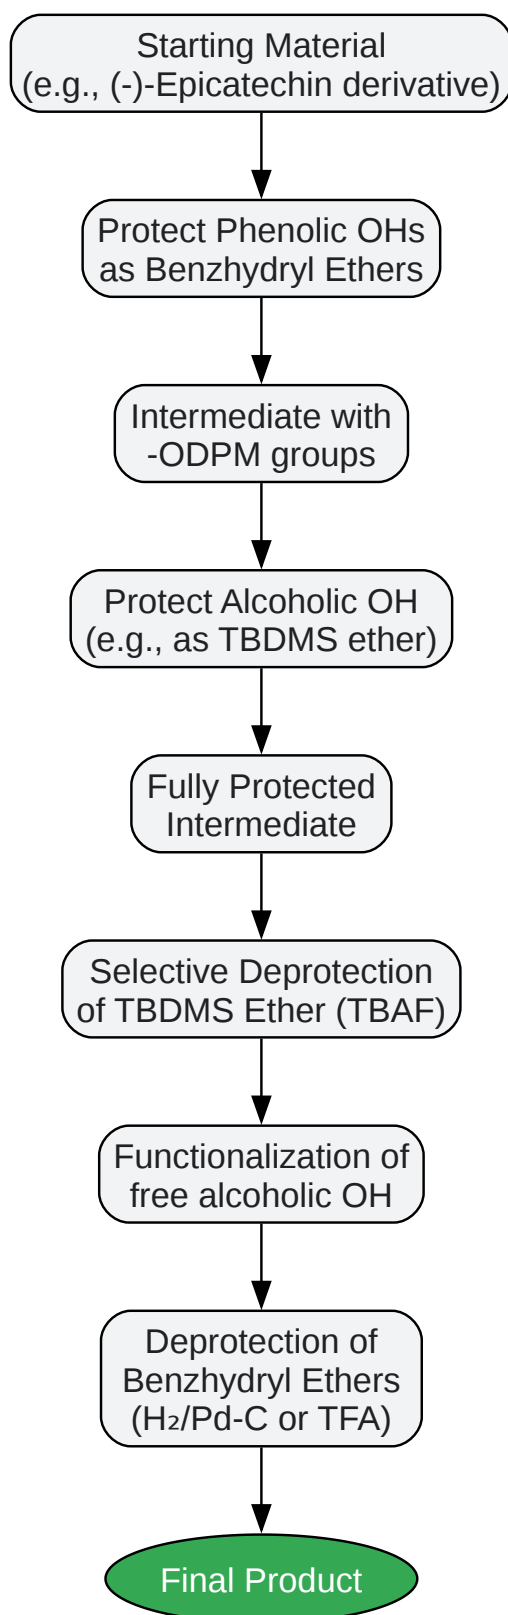 Starting Material
(e.g., (-)-Epicatechin derivative)
Protect Phenolic OHs
as Benzhydryl Ethers
Intermediate with
-ODPM groups
Protect Alcoholic OH
(e.g., as TBDMS ether)
Fully Protected
Intermediate
Selective Deprotection
of TBDMS Ether (TBAF)
Functionalization of
free alcoholic OH
Deprotection of
Benzhydryl Ethers
(H₂/Pd-C or TFA)
Final Product